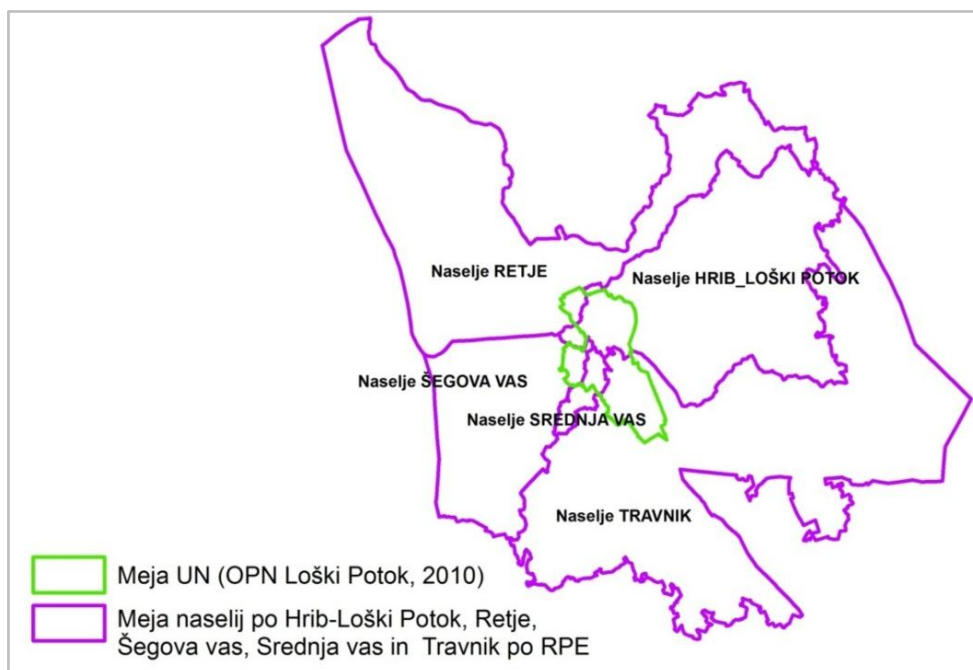 Naselje RETJE
Naselje HRIB_LOŠKI POTOK
Naselje ŠEGOVA VAS
Naselje SREDNJA VAS
Naselje TRAVNIK
Meja UN (OPN Loški Potok, 2010)
Meja naselij po Hrib-Loški Potok, Retje,
Šegova vas, Srednja vas in Travnik po RPE